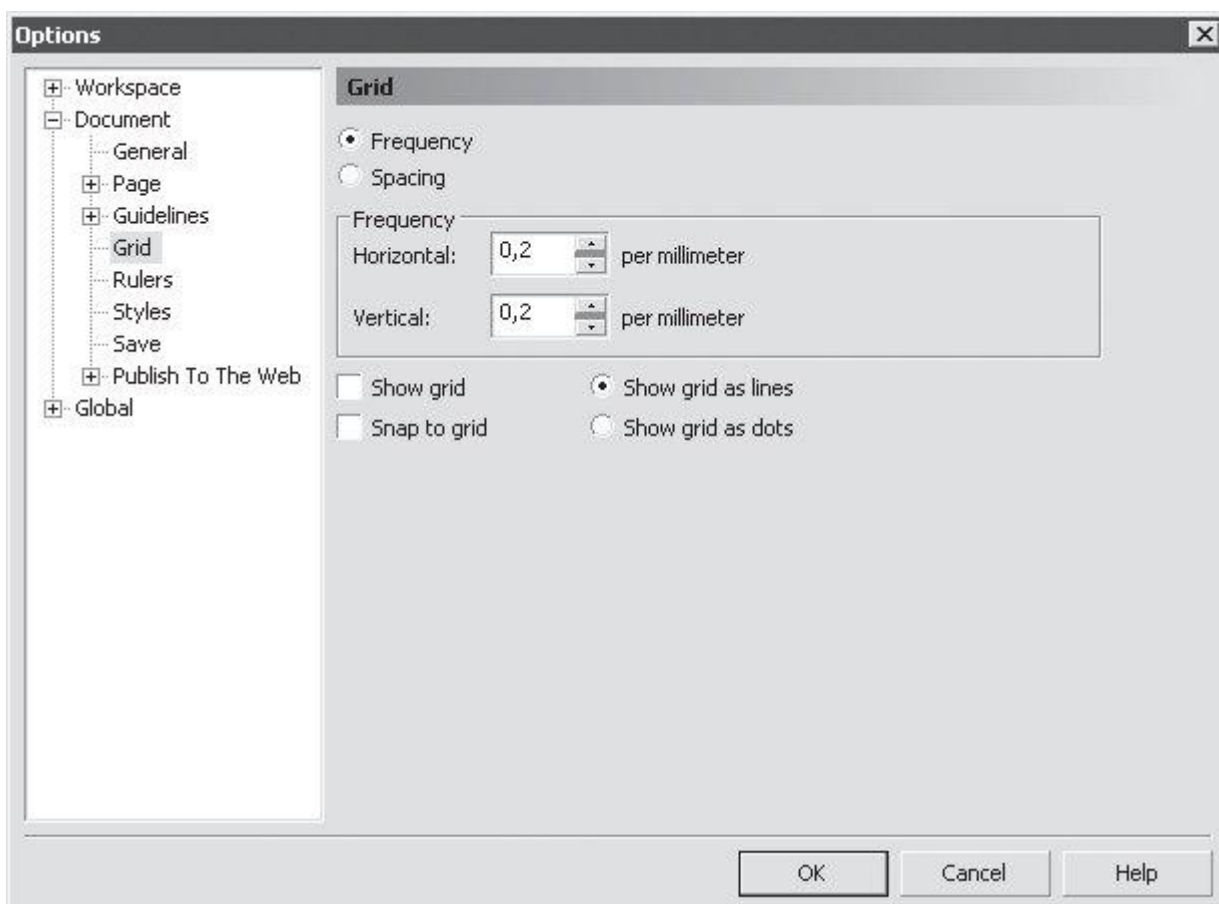 Options
Workspace
Document
General
Page
Guidelines
Grid
Rulers
Styles
Save
Publish To The Web
Global
Grid
Frequency
Spacing
Frequency
Horizontal: 0,2 per millimeter
Vertical: 0,2 per millimeter
Show grid Show grid as lines
Snap to grid Show grid as dots
OK Cancel Help